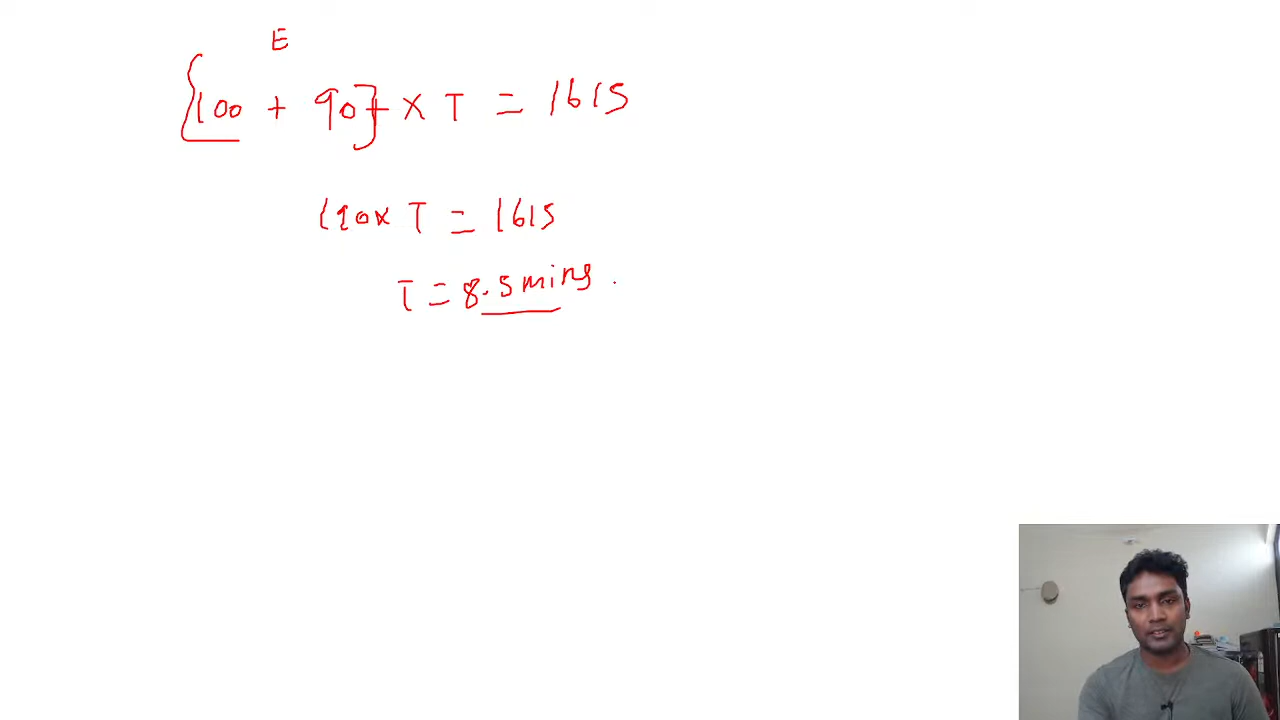 E
{100 + 90} × T = 1615
190 × T = 1615
T = 8.5 mins.